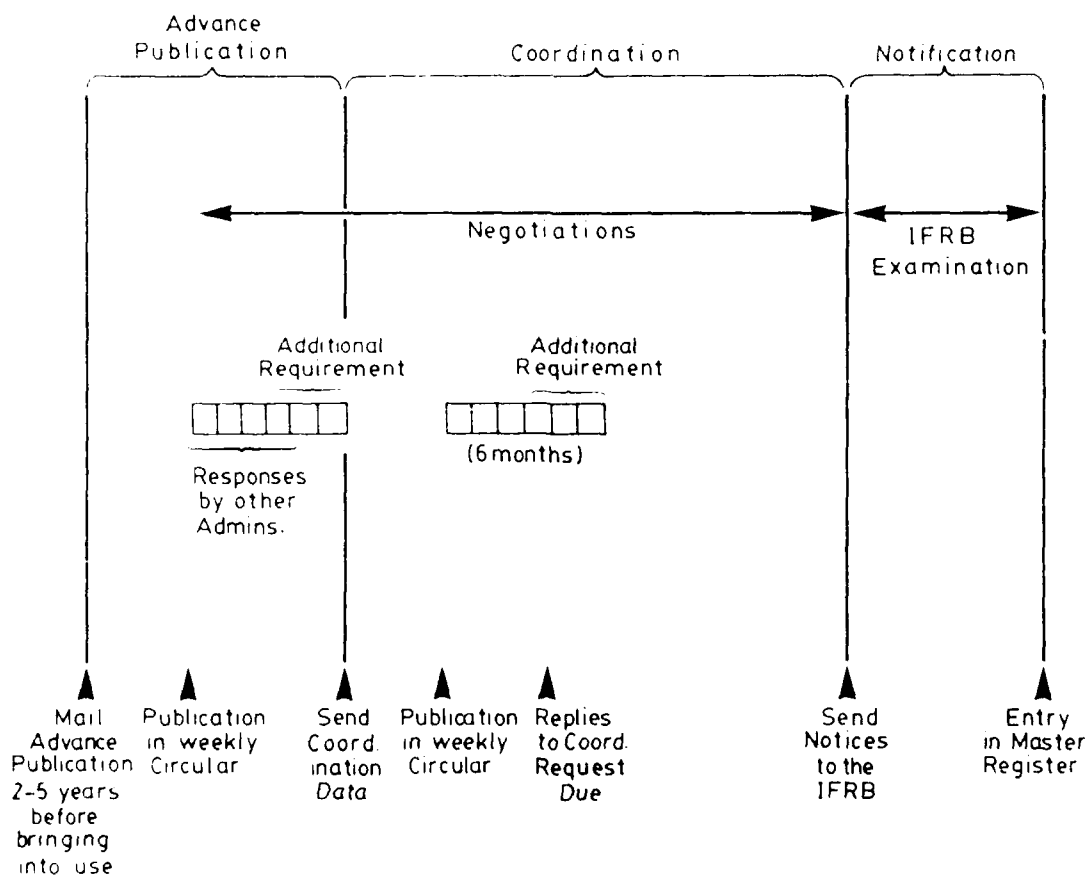 Advance
Publication
Coordination
Notification
Negotiations
IFRB
Examination
Additional
Requirement
Additional
Requirement
(6 months)
Responses
by other
Admins.
Mail
Advance
Publication
2-5 years
before
bringing
into use
Publication
in weekly
Circular
Send
Coord.
ination
Data
Publication
in weekly
Circular
Replies
to Coord.
Request
Due
Send
Notices
to the
IFRB
Entry
in Master
Register